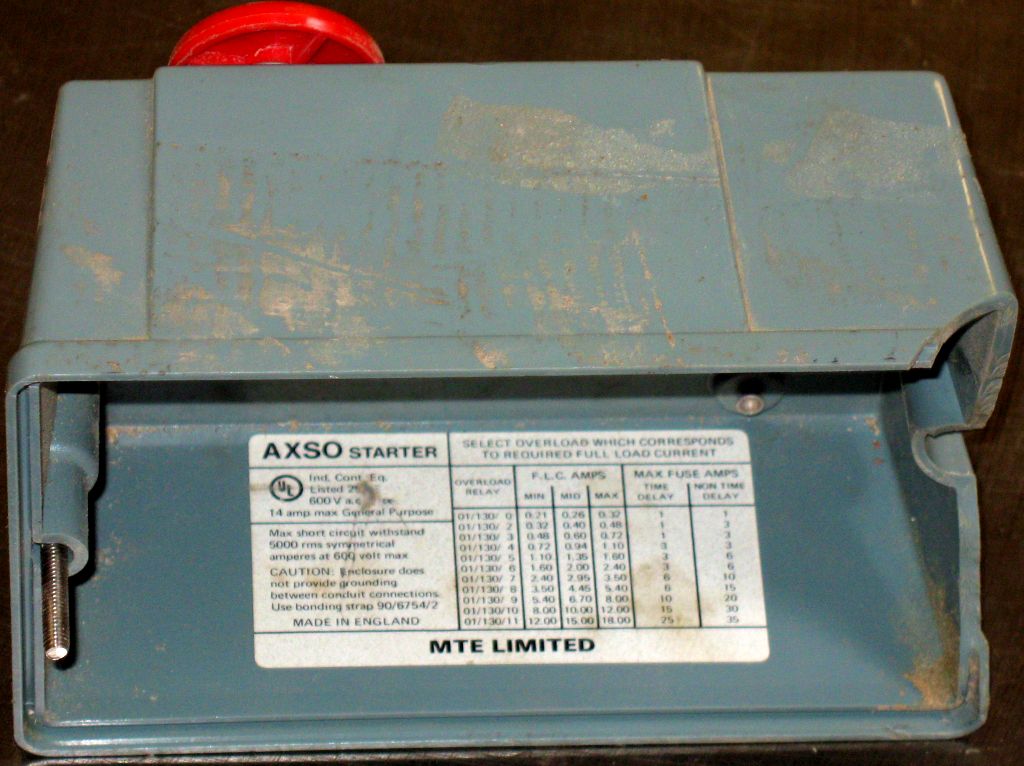 AXSO STARTER
UL
Ind. Cont. Eq.
Listed
600 V a.c.
14 amp max General Purpose
Max short circuit withstand
5000 rms symmetrical
amperes at 600 volt max
CAUTION: Enclosure does
not provide grounding
between conduit connections.
Use bonding strap 90/6754/2
MADE IN ENGLAND
SELECT OVERLOAD WHICH CORRESPONDS
TO REQUIRED FULL LOAD CURRENT
OVERLOAD RELAY F.L.C. AMPS MAX FUSE AMPS
MIN MID MAX TIME DELAY NON TIME DELAY
01/130/ 0 0.21 0.26 0.32 1 1
01/130/ 2 0.32 0.40 0.48 1 3
01/130/ 3 0.48 0.60 0.72 1 3
01/130/ 4 0.72 0.94 1.10 3 3
01/130/ 5 1.10 1.35 1.60 3 6
01/130/ 6 1.60 2.00 2.40 3 6
01/130/ 7 2.40 2.95 3.50 6 10
01/130/ 8 3.50 4.45 5.40 6 15
01/130/ 9 5.40 6.70 8.00 10 20
01/130/10 8.00 10.00 12.00 15 30
01/130/11 12.00 15.00 18.00 25 35
MTE LIMITED